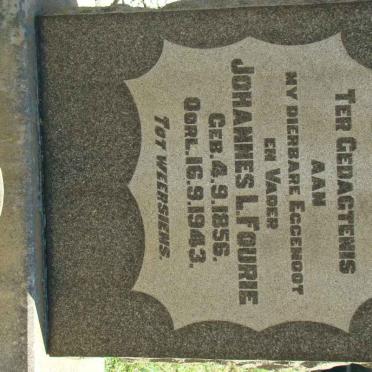 TER GEDAGTENIS
AAN
MY DIERBARE EGGENOOT
EN VADER
JOHANNES L. FOURIE
GEB. 4. 9. 1856.
OORL. 16. 9. 1943.
TOT WEERSIENS.